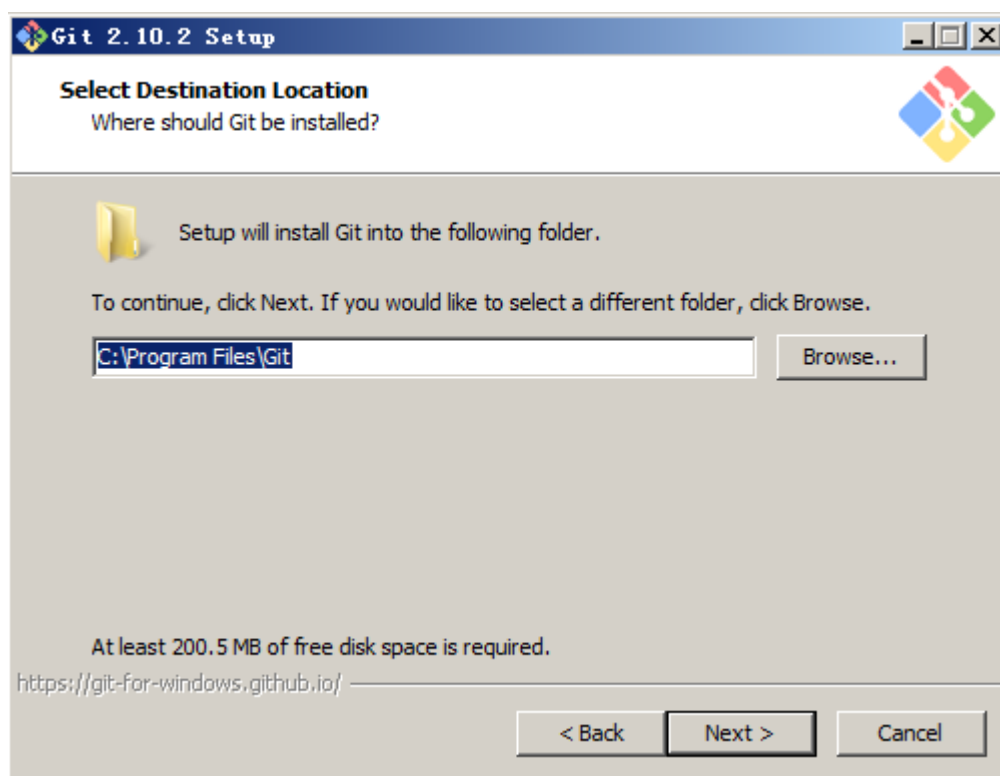 Git 2.10.2 Setup
Select Destination Location
Where should Git be installed?
Setup will install Git into the following folder.
To continue, click Next. If you would like to select a different folder, click Browse.
C:\Program Files\Git
Browse...
At least 200.5 MB of free disk space is required.
https://git-for-windows.github.io/
< Back
Next >
Cancel